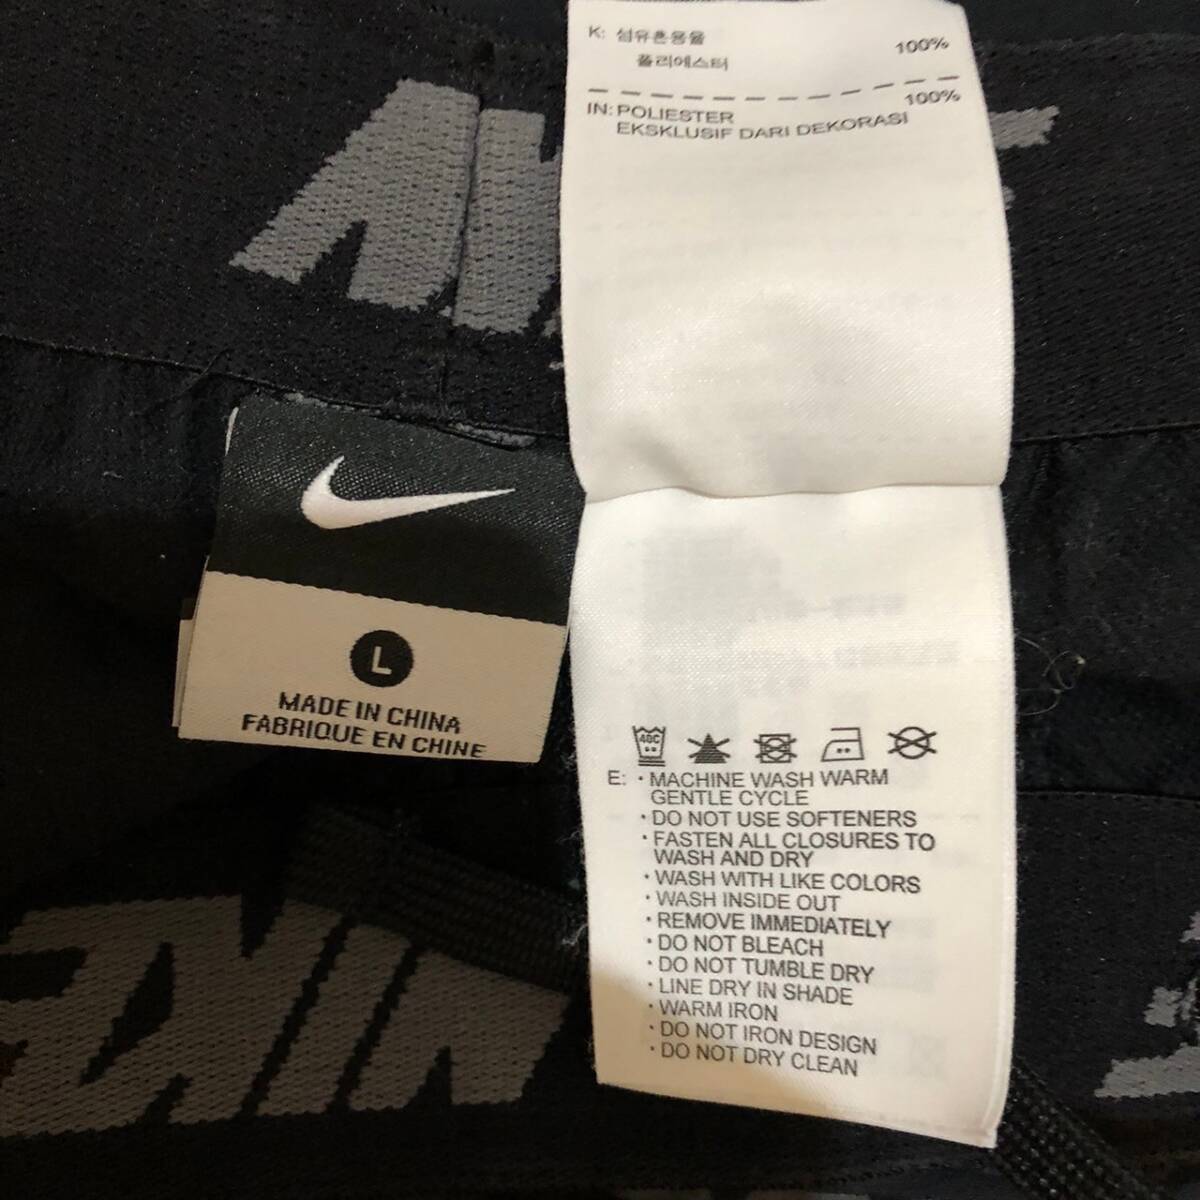 K: 섬유혼용율
폴리에스터 100%
IN: POLIESTER 100%
EKSKLUSIF DARI DEKORASI
L
MADE IN CHINA
FABRIQUE EN CHINE
40C
E: · MACHINE WASH WARM
GENTLE CYCLE
· DO NOT USE SOFTENERS
· FASTEN ALL CLOSURES TO
WASH AND DRY
· WASH WITH LIKE COLORS
· WASH INSIDE OUT
· REMOVE IMMEDIATELY
· DO NOT BLEACH
· DO NOT TUMBLE DRY
· LINE DRY IN SHADE
· WARM IRON
· DO NOT IRON DESIGN
· DO NOT DRY CLEAN